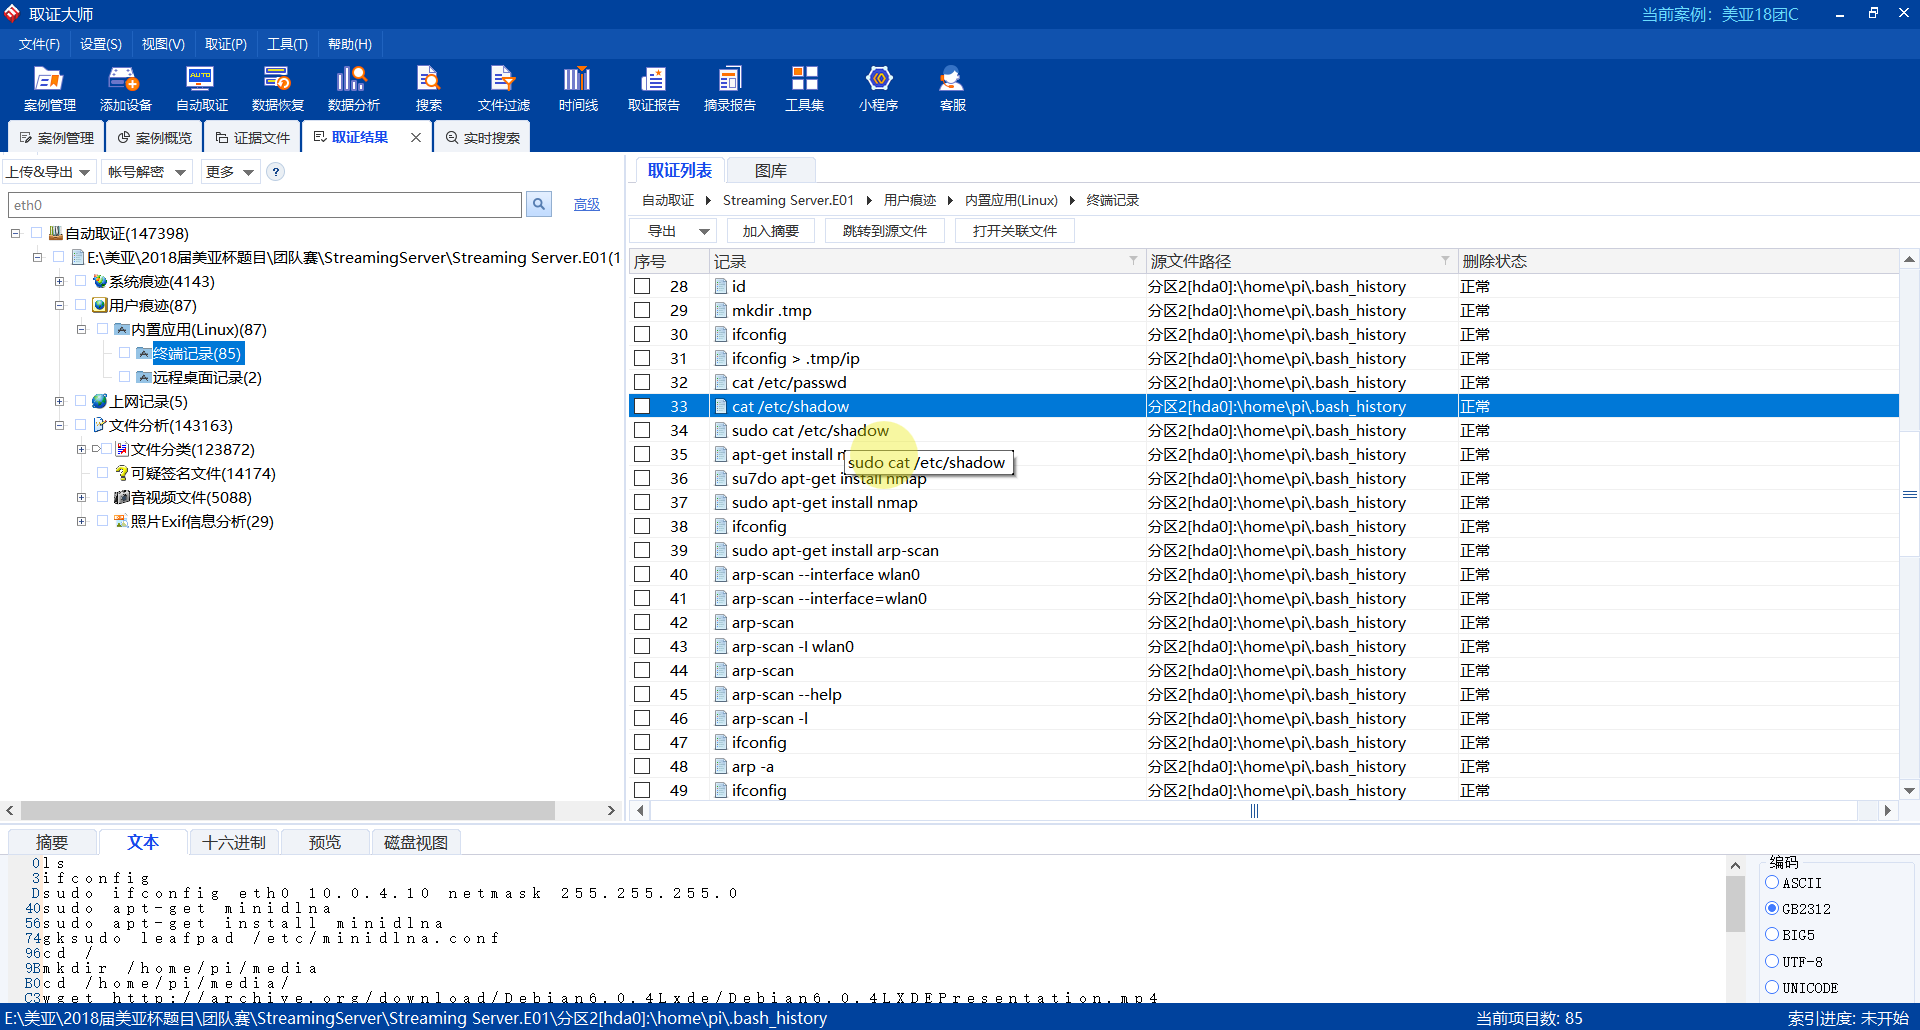 取证大师
当前案例：美亚18团C
文件(F) 设置(S) 视图(V) 取证(P) 工具(T) 帮助(H)
案例管理 添加设备 自动取证 数据恢复 数据分析 搜索 文件过滤 时间线 取证报告 摘录报告 工具集 小程序 客服
案例管理 案例概览 证据文件 取证结果 实时搜索
上传&导出 帐号解密 更多 ?
eth0 高级
自动取证(147398)
E:\美亚\2018届美亚杯题目\团队赛\StreamingServer\Streaming Server.E01(1
系统痕迹(4143)
用户痕迹(87)
内置应用(Linux)(87)
终端记录(85)
远程桌面记录(2)
上网记录(5)
文件分析(143163)
文件分类(123872)
可疑签名文件(14174)
音视频文件(5088)
照片Exif信息分析(29)
取证列表 图库
自动取证 Streaming Server.E01 用户痕迹 内置应用(Linux) 终端记录
导出 加入摘要 跳转到源文件 打开关联文件
序号 记录 源文件路径 删除状态
28 id 分区2[hda0]:\home\pi\.bash_history 正常
29 mkdir .tmp 分区2[hda0]:\home\pi\.bash_history 正常
30 ifconfig 分区2[hda0]:\home\pi\.bash_history 正常
31 ifconfig > .tmp/ip 分区2[hda0]:\home\pi\.bash_history 正常
32 cat /etc/passwd 分区2[hda0]:\home\pi\.bash_history 正常
33 cat /etc/shadow 分区2[hda0]:\home\pi\.bash_history 正常
34 sudo cat /etc/shadow 分区2[hda0]:\home\pi\.bash_history 正常
35 apt-get install 分区2[hda0]:\home\pi\.bash_history 正常
sudo cat /etc/shadow
36 su7do apt-get install nmap 分区2[hda0]:\home\pi\.bash_history 正常
37 sudo apt-get install nmap 分区2[hda0]:\home\pi\.bash_history 正常
38 ifconfig 分区2[hda0]:\home\pi\.bash_history 正常
39 sudo apt-get install arp-scan 分区2[hda0]:\home\pi\.bash_history 正常
40 arp-scan --interface wlan0 分区2[hda0]:\home\pi\.bash_history 正常
41 arp-scan --interface=wlan0 分区2[hda0]:\home\pi\.bash_history 正常
42 arp-scan 分区2[hda0]:\home\pi\.bash_history 正常
43 arp-scan -I wlan0 分区2[hda0]:\home\pi\.bash_history 正常
44 arp-scan 分区2[hda0]:\home\pi\.bash_history 正常
45 arp-scan --help 分区2[hda0]:\home\pi\.bash_history 正常
46 arp-scan -l 分区2[hda0]:\home\pi\.bash_history 正常
47 ifconfig 分区2[hda0]:\home\pi\.bash_history 正常
48 arp -a 分区2[hda0]:\home\pi\.bash_history 正常
49 ifconfig 分区2[hda0]:\home\pi\.bash_history 正常
摘要 文本 十六进制 预览 磁盘视图
0ls
3ifconfig
Dsudo ifconfig eth0 10.0.4.10 netmask 255.255.255.0
40sudo apt-get minidlna
56sudo apt-get install minidlna
74gksudo leafpad /etc/minidlna.conf
96cd /
9Bmkdir /home/pi/media
B0cd /home/pi/media/
C3wget http://archive.org/download/Debian6.0.4Lxde/Debian6.0.4LXDEPresentation.mp4
编码
ASCII
GB2312
BIG5
UTF-8
UNICODE
E:\美亚\2018届美亚杯题目\团队赛\StreamingServer\Streaming Server.E01\分区2[hda0]:\home\pi\.bash_history 当前项目数: 85 索引进度: 未开始